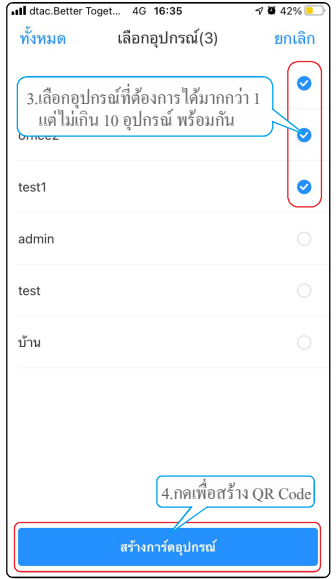 dtac.Better Toget... 4G 16:35 42%
ทั้งหมด เลือกอุปกรณ์(3) ยกเลิก
3.เลือกอุปกรณ์ที่ต้องการได้มากกว่า 1
แต่ไม่เกิน 10 อุปกรณ์ พร้อมกัน
office2
test1
admin
test
บ้าน
4.กดเพื่อสร้าง QR Code
สร้างการ์ดอุปกรณ์